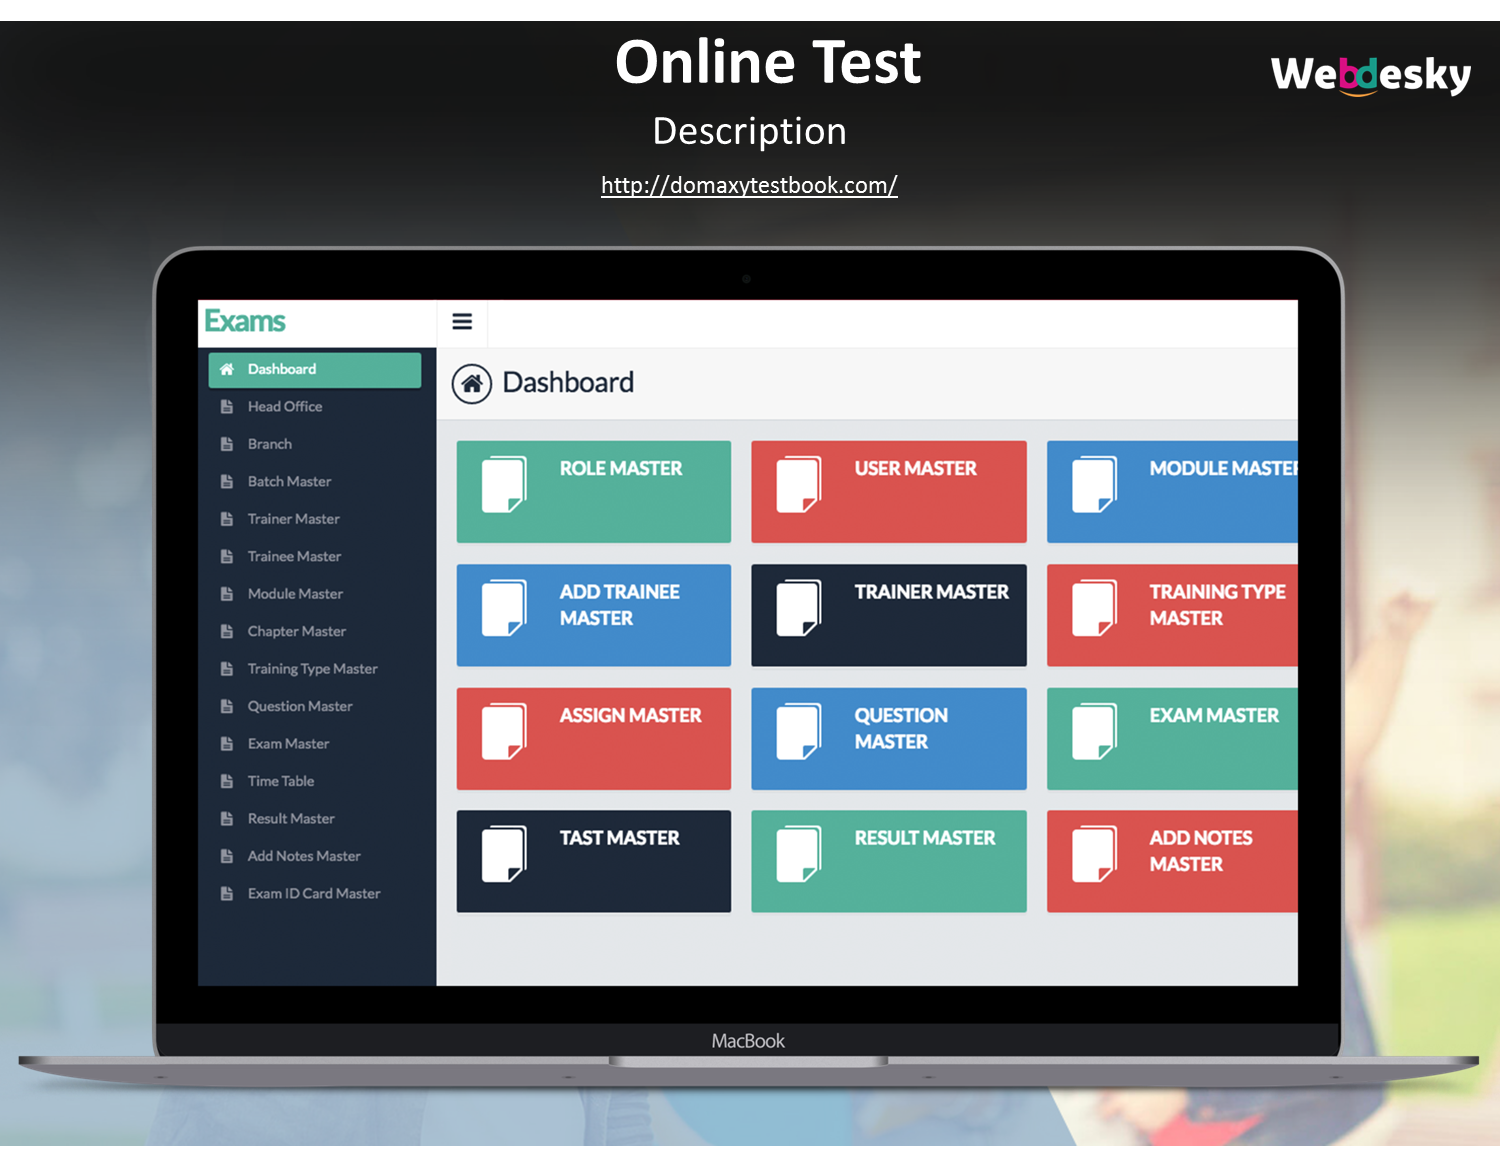 Online Test
Webdesky
Description
http://domaxytestbook.com/
Exams
Dashboard
Head Office
Branch
Batch Master
Trainer Master
Trainee Master
Module Master
Chapter Master
Training Type Master
Question Master
Exam Master
Time Table
Result Master
Add Notes Master
Exam ID Card Master
Dashboard
ROLE MASTER
USER MASTER
MODULE MASTER
ADD TRAINEE
MASTER
TRAINER MASTER
TRAINING TYPE
MASTER
ASSIGN MASTER
QUESTION
MASTER
EXAM MASTER
TAST MASTER
RESULT MASTER
ADD NOTES
MASTER
MacBook